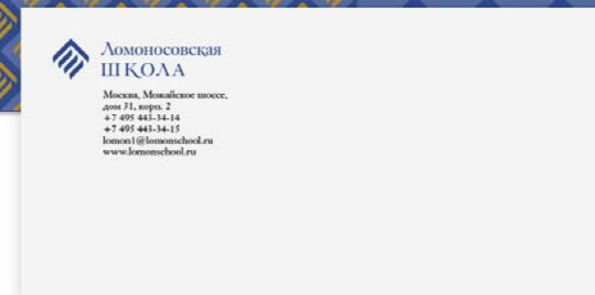 Ломоносовская
ШКОЛА
Москва, Можайское шоссе,
дом 31, корп. 2
+7 495 443-34-14
+7 495 443-34-15
lomon1@lomonschool.ru
www.lomonschool.ru